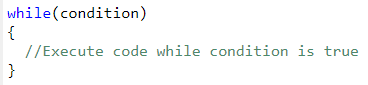 while(condition)
{
  //Execute code while condition is true
}